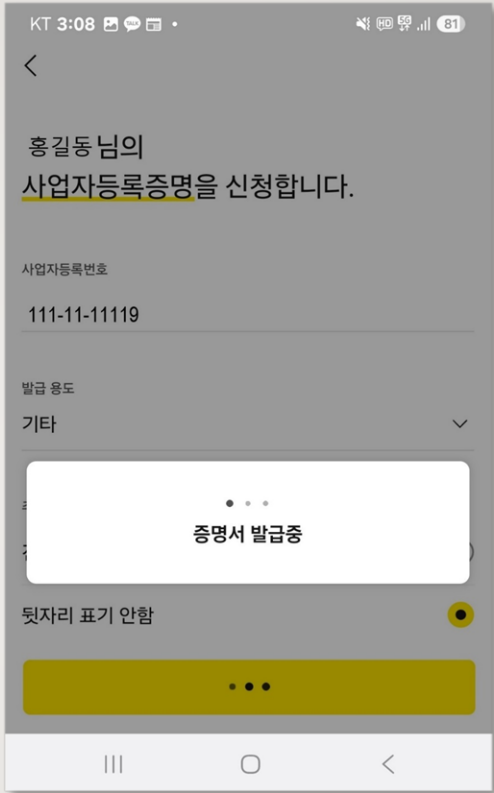 KT 3:08
HD 5G 81
홍길동 님의
사업자등록증명을 신청합니다.
사업자등록번호
111-11-11119
발급 용도
기타
증명서 발급중
뒷자리 표기 안함